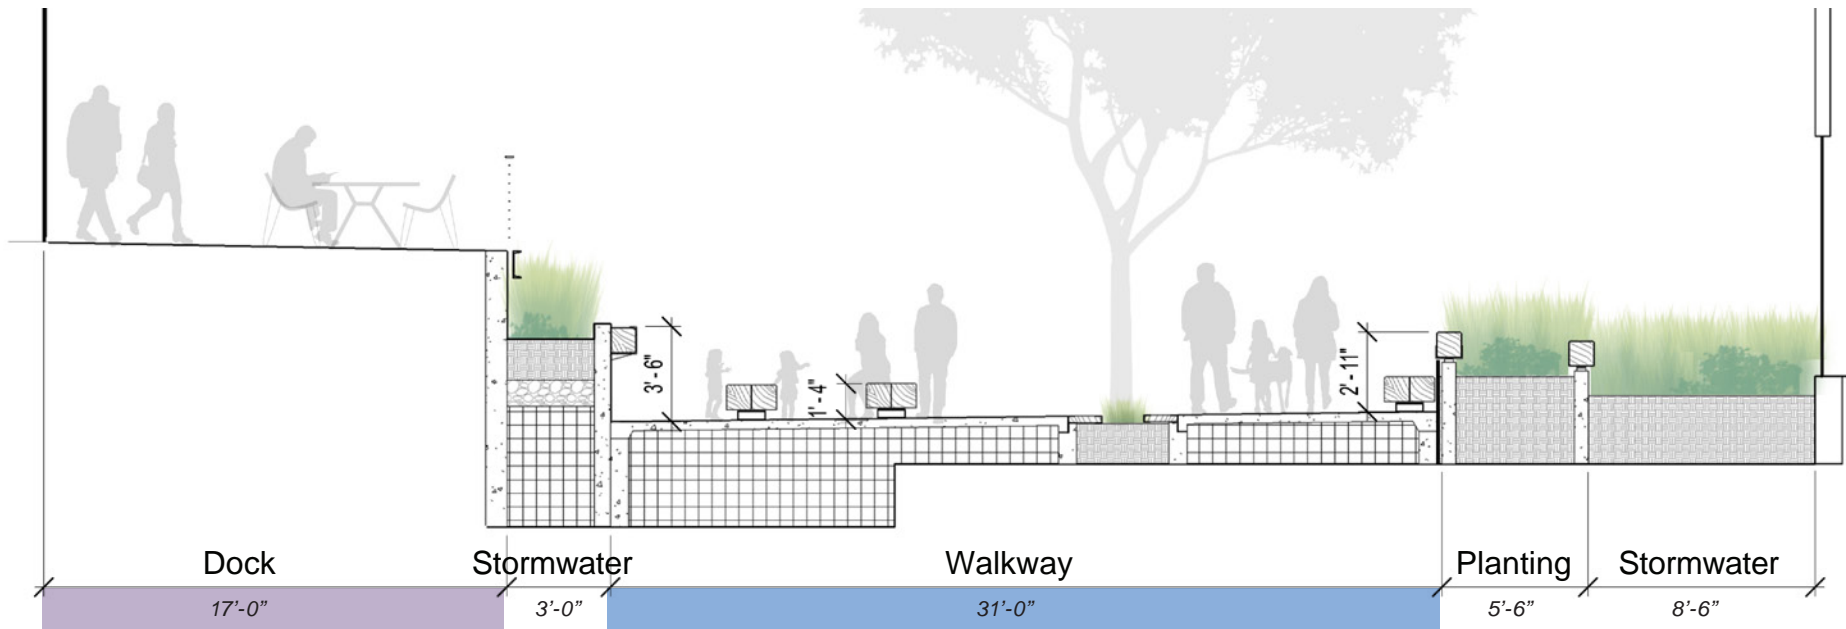 3'-6"
1'-4"
2'-11"
Dock
Stormwater
Walkway
Planting
Stormwater
17’-0”
3’-0”
31’-0”
5’-6”
8’-6”